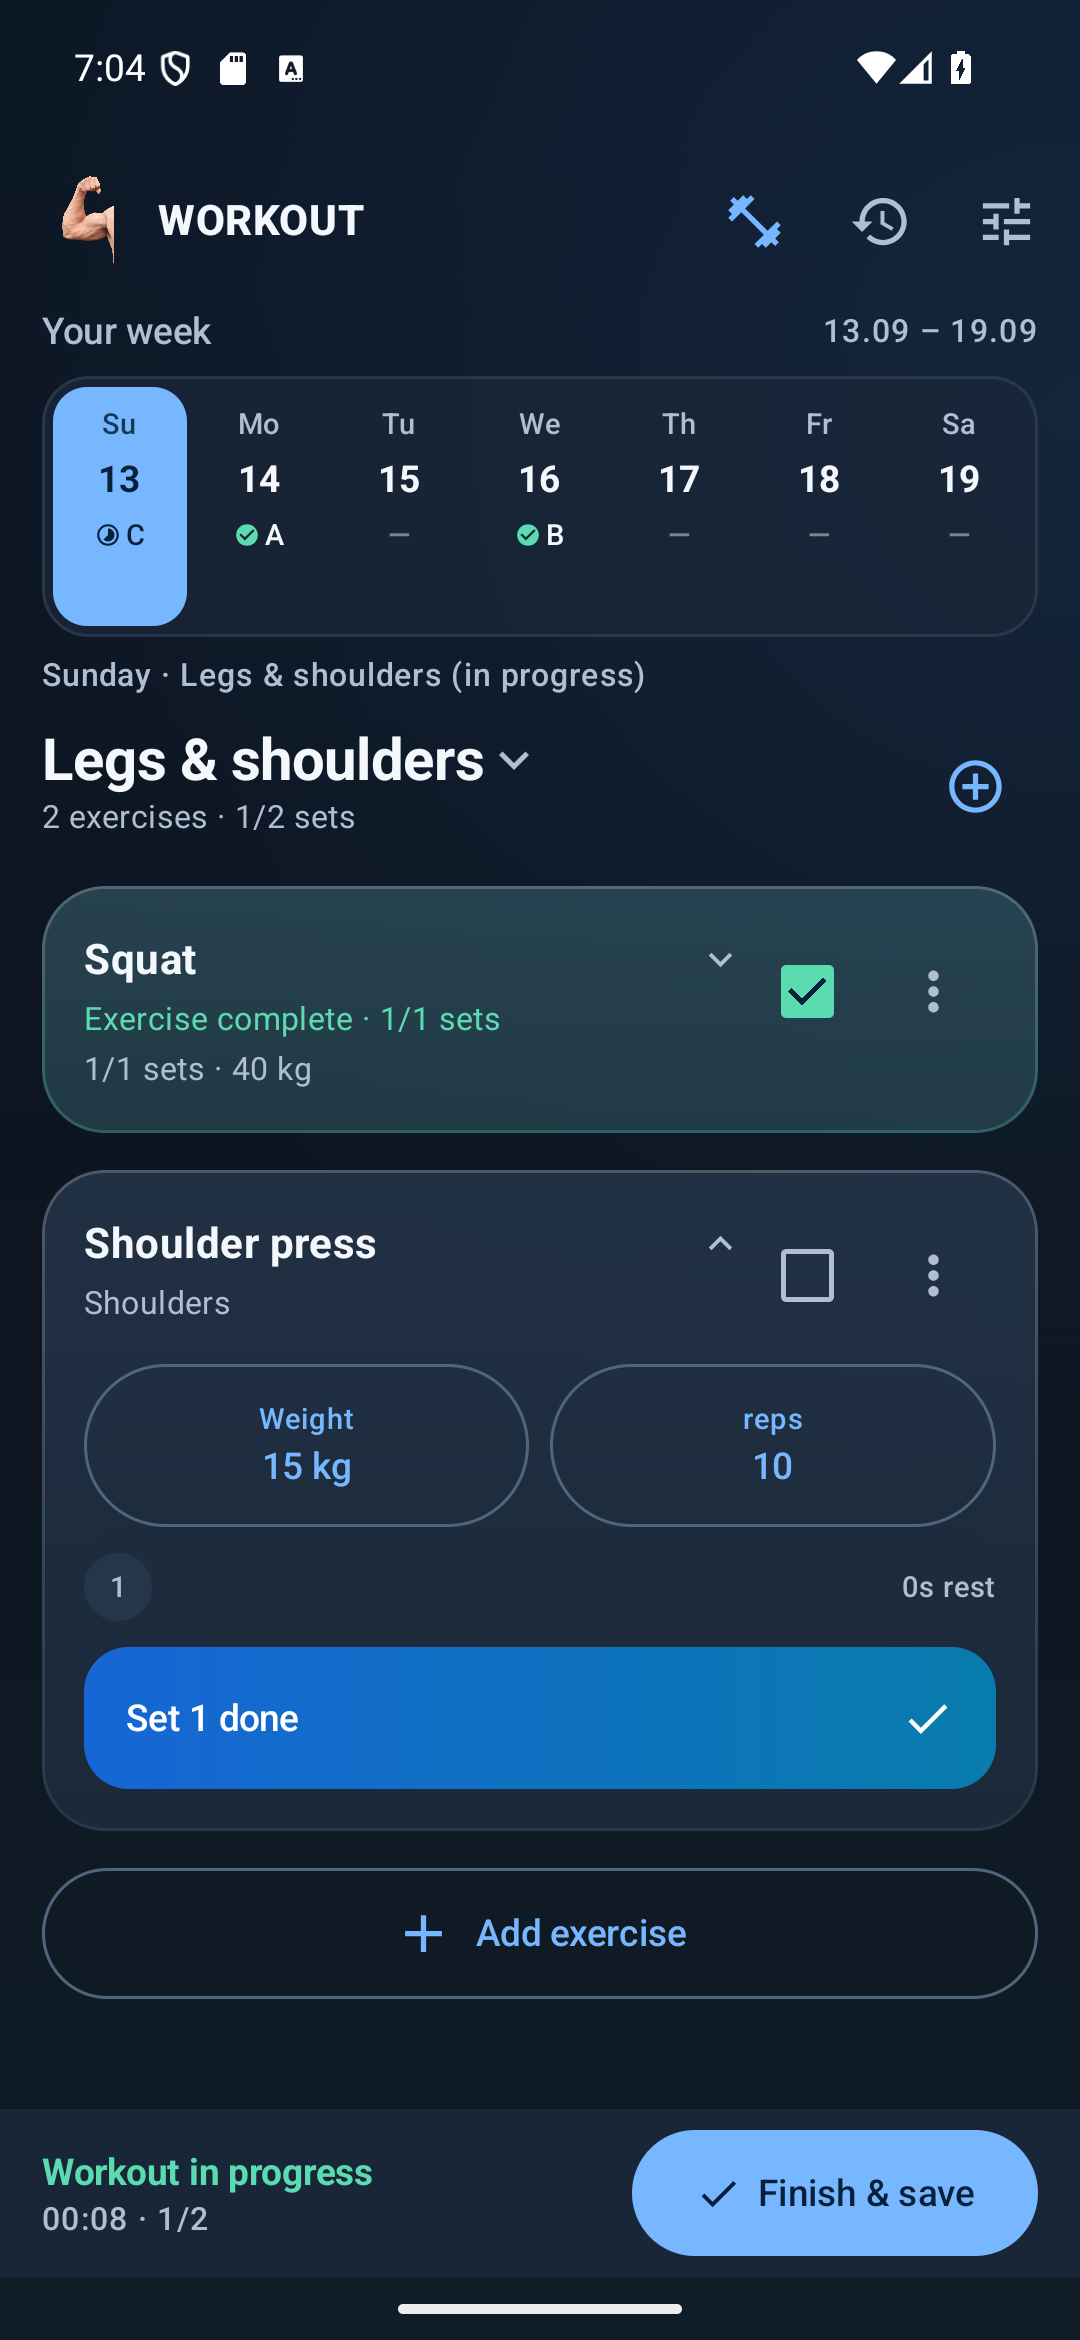 7:04
WORKOUT
Your week
13.09 – 19.09
Su Mo Tu We Th Fr Sa
13 14 15 16 17 18 19
C A – B – – –
Sunday · Legs & shoulders (in progress)
Legs & shoulders
2 exercises · 1/2 sets
Squat
Exercise complete · 1/1 sets
1/1 sets · 40 kg
Shoulder press
Shoulders
Weight reps
15 kg 10
1 0s rest
Set 1 done
Add exercise
Workout in progress
00:08 · 1/2
Finish & save